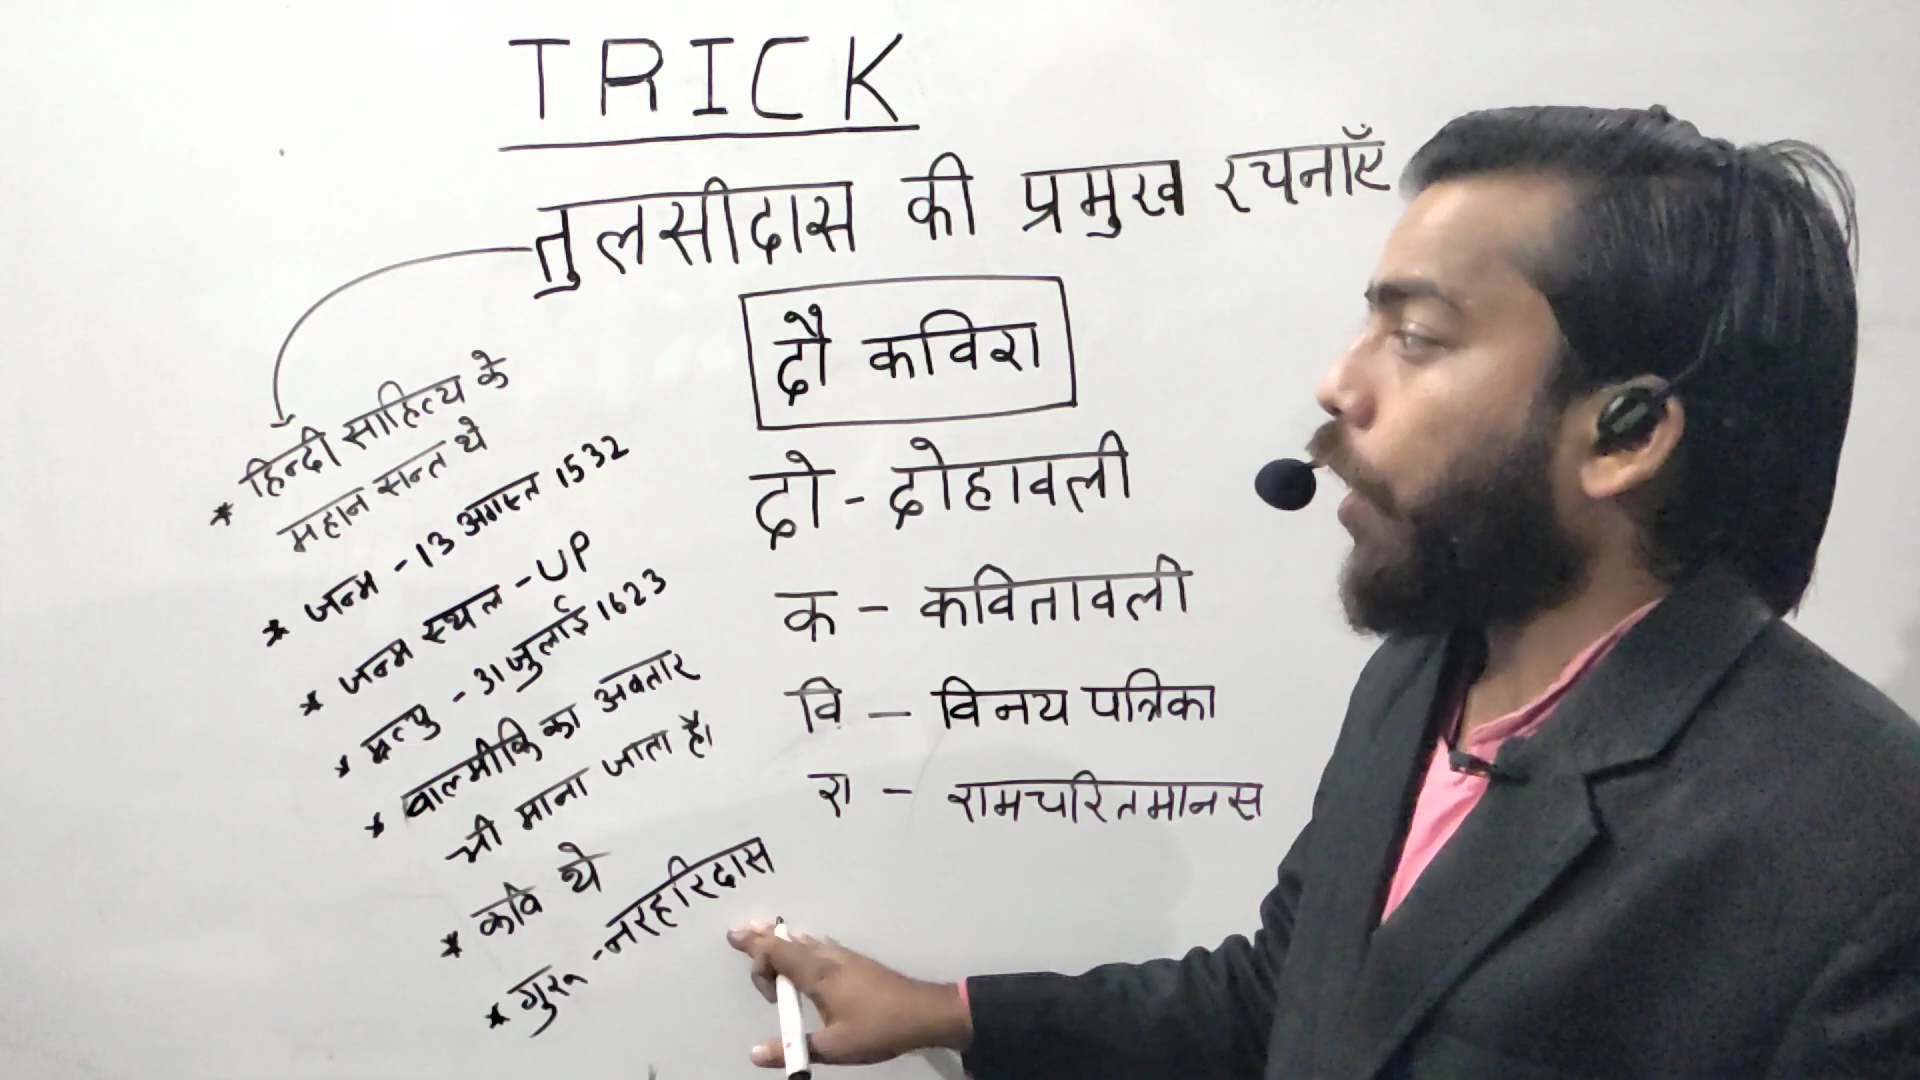 TRICK
तुलसीदास की प्रमुख रचनाएँ
दौ कविरा
दो - दोहावली
क - कवितावली
वि - विनय पत्रिका
रा - रामचरितमानस
* हिन्दी साहित्य के
महान सन्त थे
* जन्म - 13 अगस्त 1532
* जन्म स्थल - UP
* मृत्यु - 31 जुलाई 1623
* वाल्मीकि का अवतार
भी माना जाता है।
* कवि थे
* गुरु - नरहरिदास